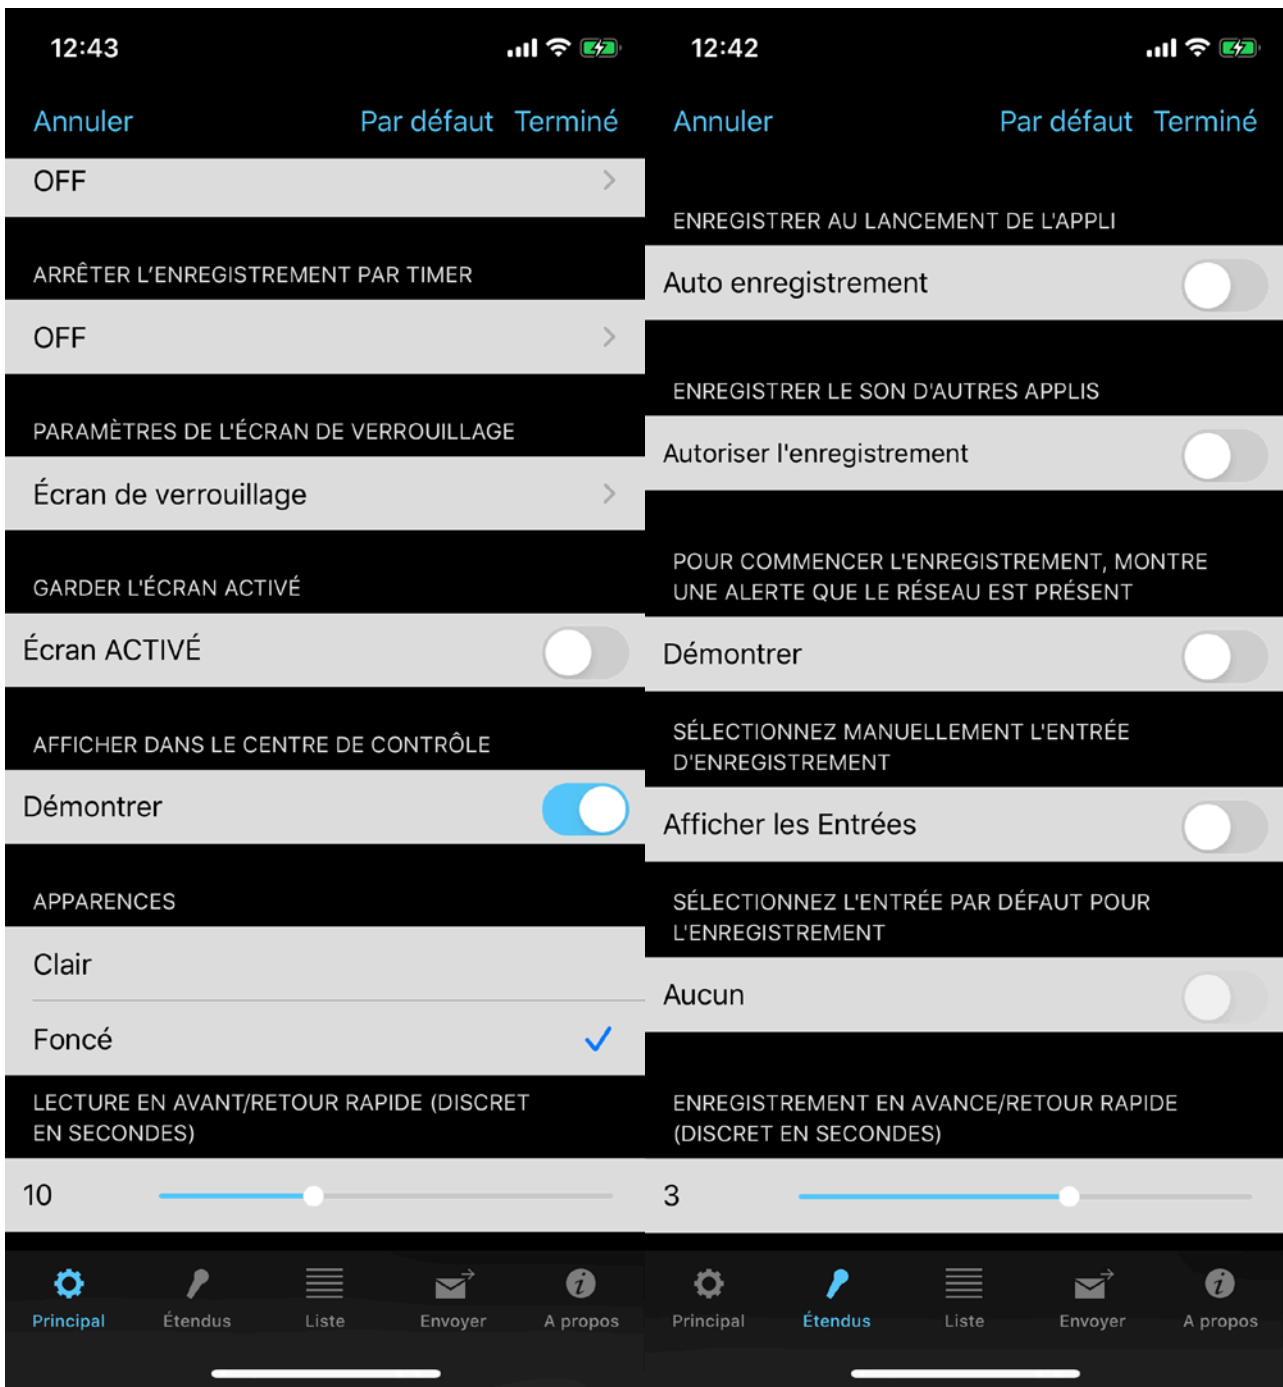 12:43
Annuler Par défaut Terminé
OFF
ARRÊTER L’ENREGISTREMENT PAR TIMER
OFF
PARAMÈTRES DE L'ÉCRAN DE VERROUILLAGE
Écran de verrouillage
GARDER L'ÉCRAN ACTIVÉ
Écran ACTIVÉ
AFFICHER DANS LE CENTRE DE CONTRÔLE
Démontrer
APPARENCES
Clair
Foncé
LECTURE EN AVANT/RETOUR RAPIDE (DISCRET
EN SECONDES)
10
Principal Étendus Liste Envoyer A propos
12:42
Annuler Par défaut Terminé
ENREGISTRER AU LANCEMENT DE L'APPLI
Auto enregistrement
ENREGISTRER LE SON D'AUTRES APPLIS
Autoriser l'enregistrement
POUR COMMENCER L'ENREGISTREMENT, MONTRE
UNE ALERTE QUE LE RÉSEAU EST PRÉSENT
Démontrer
SÉLECTIONNEZ MANUELLEMENT L'ENTRÉE
D'ENREGISTREMENT
Afficher les Entrées
SÉLECTIONNEZ L'ENTRÉE PAR DÉFAUT POUR
L'ENREGISTREMENT
Aucun
ENREGISTREMENT EN AVANCE/RETOUR RAPIDE
(DISCRET EN SECONDES)
3
Principal Étendus Liste Envoyer A propos